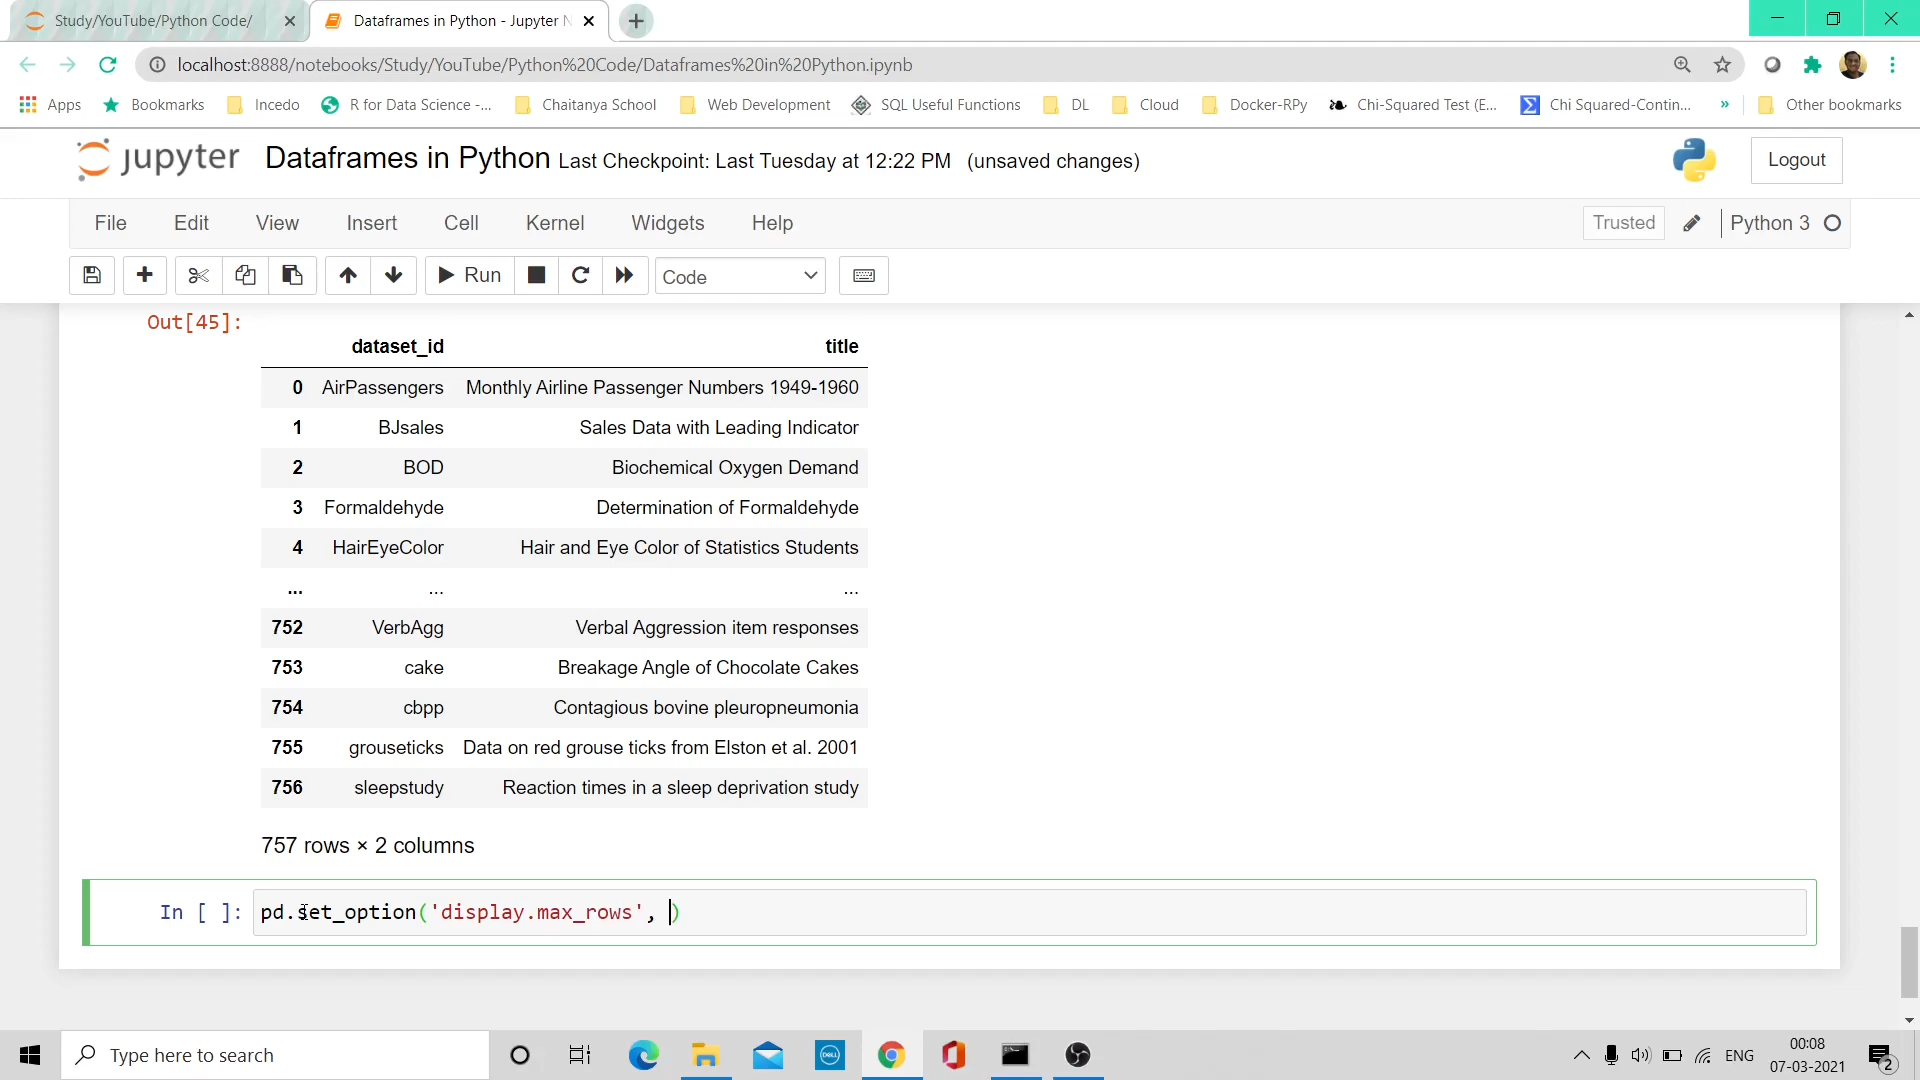 Study/YouTube/Python Code/
Dataframes in Python - Jupyter N
localhost:8888/notebooks/Study/YouTube/Python%20Code/Dataframes%20in%20Python.ipynb
Apps Bookmarks Incedo R for Data Science -... Chaitanya School Web Development SQL Useful Functions DL Cloud Docker-RPy Chi-Squared Test (E... Chi Squared-Contin... » Other bookmarks
jupyter Dataframes in Python Last Checkpoint: Last Tuesday at 12:22 PM (unsaved changes) Logout
File Edit View Insert Cell Kernel Widgets Help Trusted Python 3
Run Code
Out[45]:
dataset_id title
0 AirPassengers Monthly Airline Passenger Numbers 1949-1960
1 BJsales Sales Data with Leading Indicator
2 BOD Biochemical Oxygen Demand
3 Formaldehyde Determination of Formaldehyde
4 HairEyeColor Hair and Eye Color of Statistics Students
... ... ...
752 VerbAgg Verbal Aggression item responses
753 cake Breakage Angle of Chocolate Cakes
754 cbpp Contagious bovine pleuropneumonia
755 grouseticks Data on red grouse ticks from Elston et al. 2001
756 sleepstudy Reaction times in a sleep deprivation study
757 rows × 2 columns
In [ ]: pd.set_option('display.max_rows', )
Type here to search
DELL
ENG
00:08
07-03-2021
2